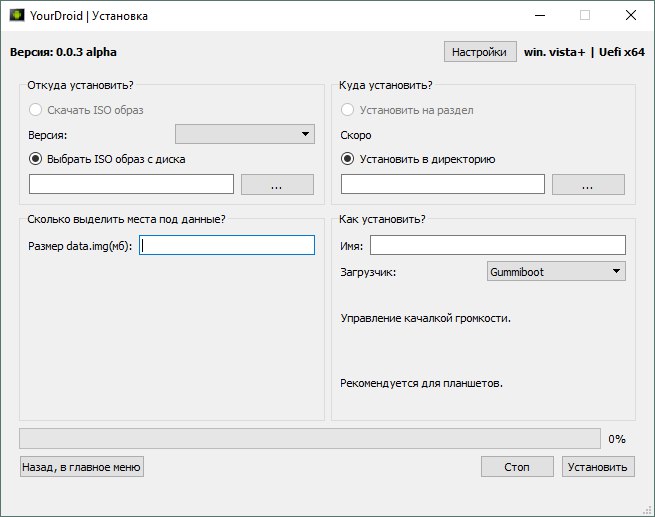 YourDroid | Установка
Версия: 0.0.3 alpha
Настройки
win. vista+ | Uefi x64
Откуда установить?
Скачать ISO образ
Версия:
Выбрать ISO образ с диска
...
Куда установить?
Установить на раздел
Скоро
Установить в директорию
...
Сколько выделить места под данные?
Размер data.img(мб):
Как установить?
Имя:
Загрузчик:
Gummiboot
Управление качалкой громкости.
Рекомендуется для планшетов.
0%
Назад, в главное меню
Стоп
Установить